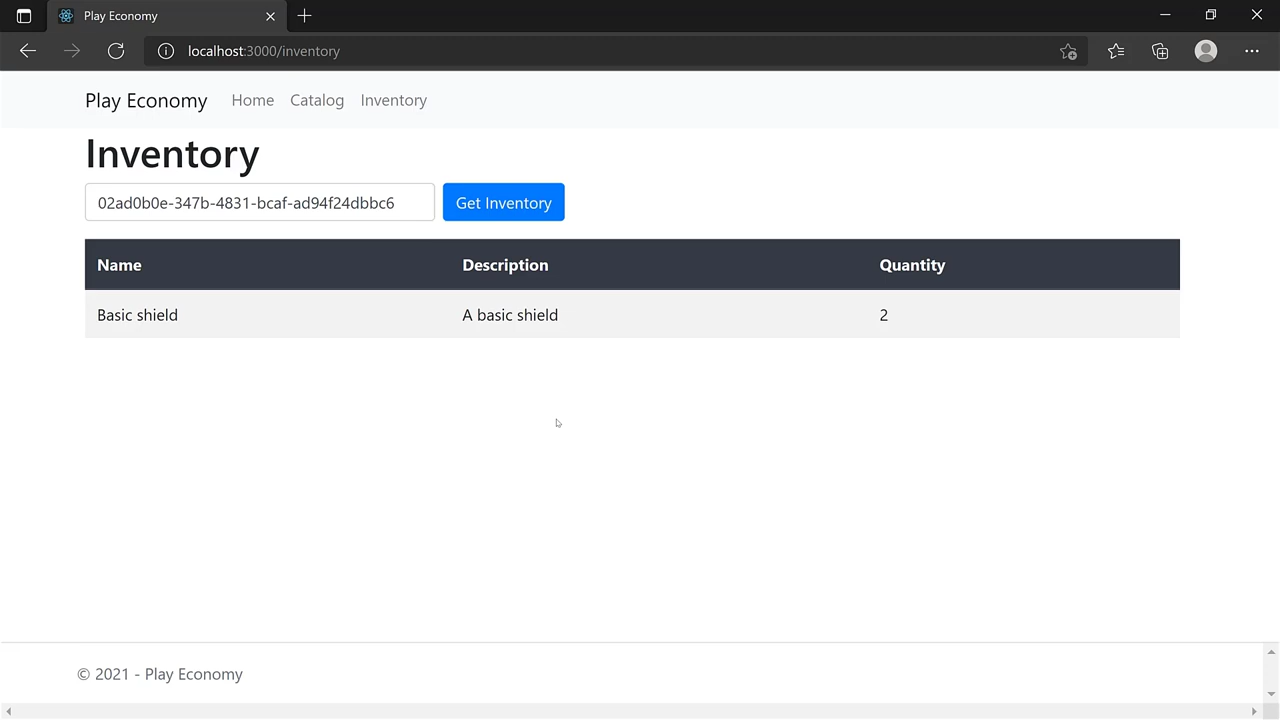 Play Economy
localhost:3000/inventory
Play Economy Home Catalog Inventory
Inventory
02ad0b0e-347b-4831-bcaf-ad94f24dbbc6 Get Inventory
Name Description Quantity
Basic shield A basic shield 2
© 2021 - Play Economy